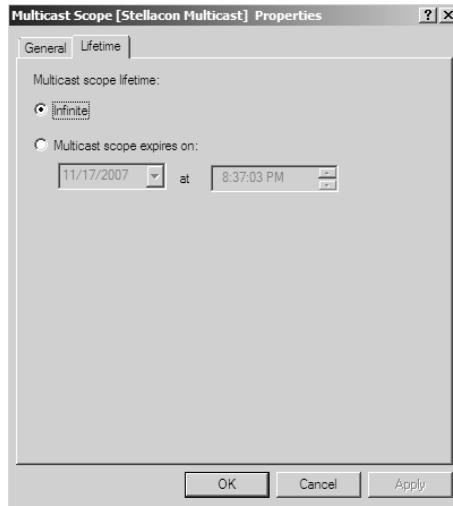 Multicast Scope [Stellacon Multicast] Properties ? X
General Lifetime
Multicast scope lifetime:
Infinite
Multicast scope expires on:
11/17/2007 at 8:37:03 PM
OK Cancel Apply